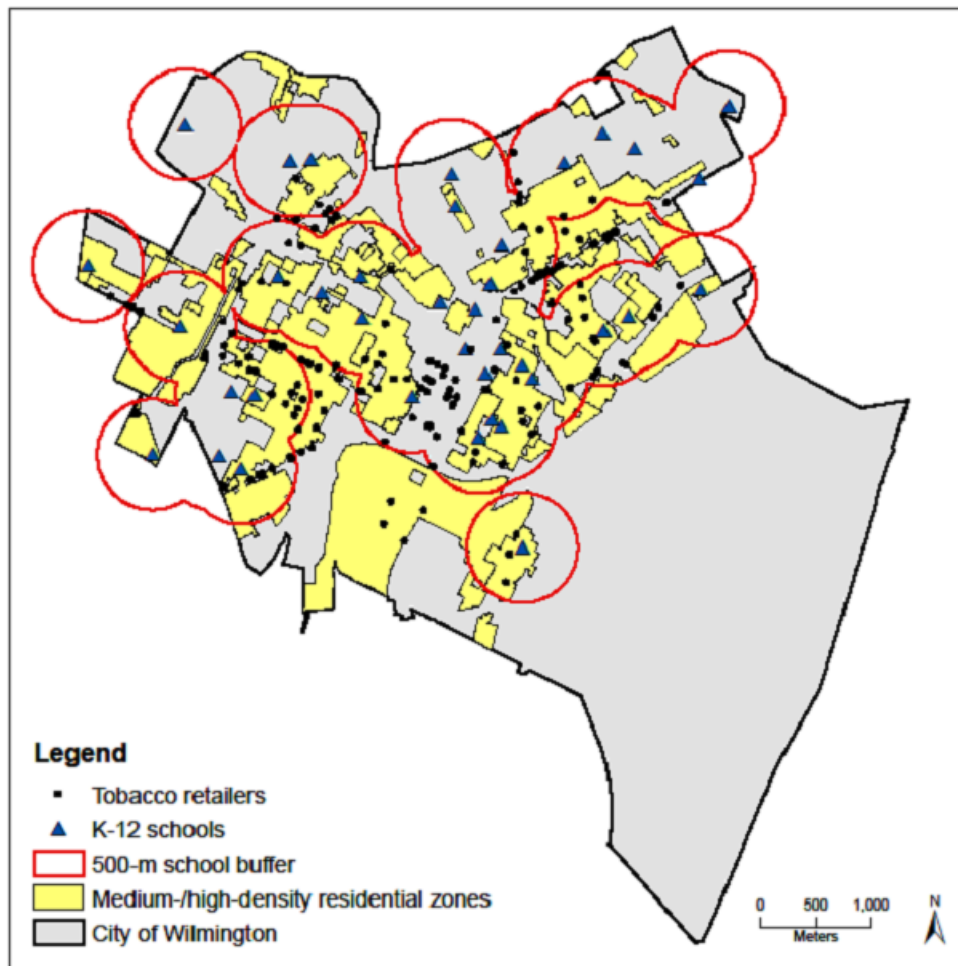 Legend
Tobacco retailers
K-12 schools
500-m school buffer
Medium-/high-density residential zones
City of Wilmington
0 500 1,000
Meters
N